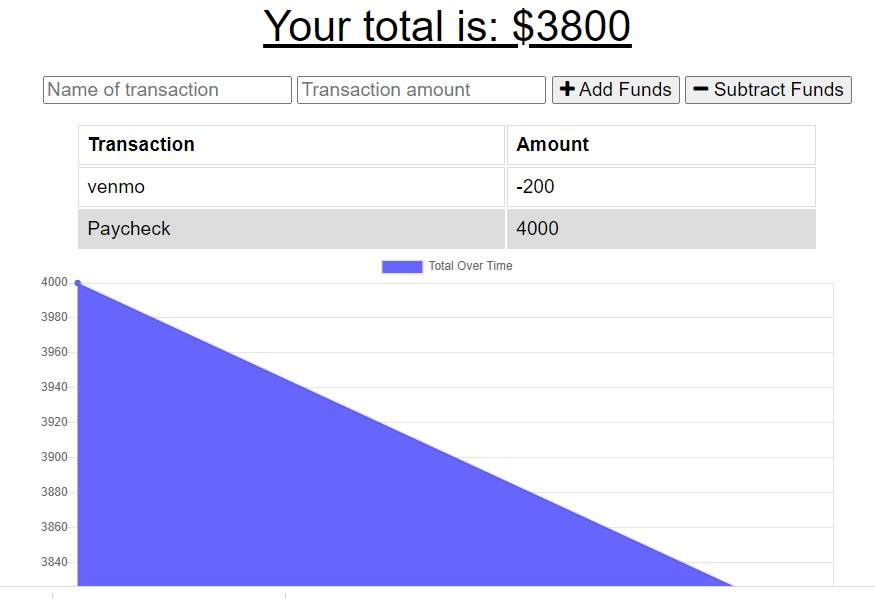 Your total is: $3800
Name of transaction Transaction amount Add Funds Subtract Funds
Transaction Amount
venmo -200
Paycheck 4000
Total Over Time
4000
3980
3960
3940
3920
3900
3880
3860
3840